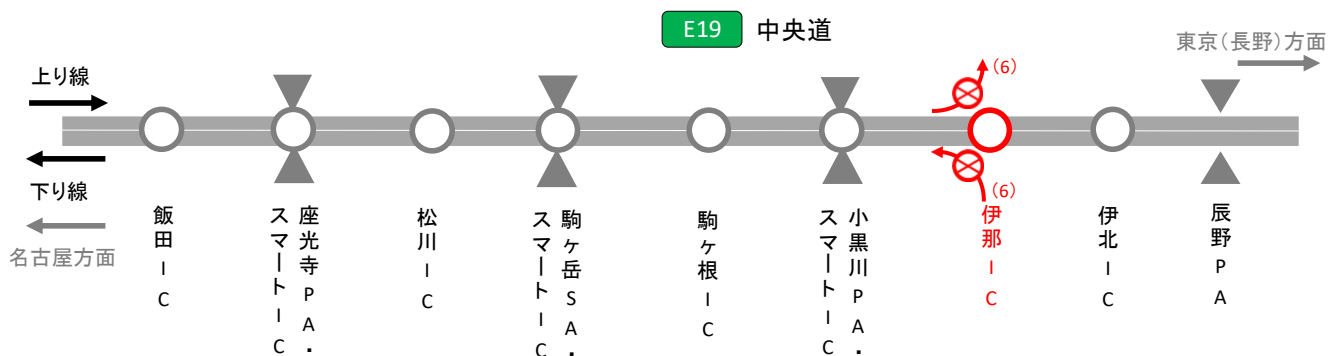 E19 中央道
東京(長野)方面
上り線
下り線
名古屋方面
(6)
(6)
飯田IC
座光寺PA・
スマートIC
松川IC
駒ヶ岳SA・
スマートIC
駒ヶ根IC
小黒川PA・
スマートIC
伊那IC
伊北IC
辰野PA